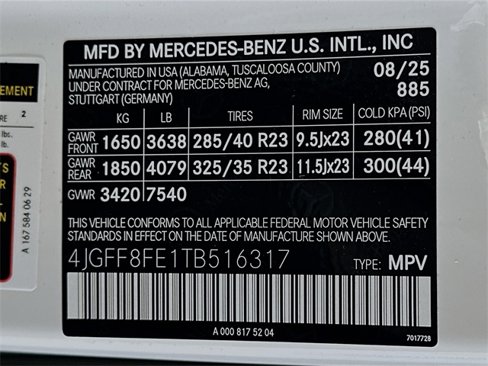 MFD BY MERCEDES-BENZ U.S. INTL., INC
MANUFACTURED IN USA (ALABAMA, TUSCALOOSA COUNTY) 08/25
UNDER CONTRACT FOR MERCEDES-BENZ AG, 885
STUTTGART (GERMANY)
KG LB TIRES RIM SIZE COLD KPA (PSI)
GAWR FRONT 1650 3638 285/40 R23 9.5Jx23 280(41)
GAWR REAR 1850 4079 325/35 R23 11.5Jx23 300(44)
GVWR 3420 7540
THIS VEHICLE CONFORMS TO ALL APPLICABLE FEDERAL MOTOR VEHICLE SAFETY
STANDARDS IN EFFECT ON THE DATE OF MANUFACTURE SHOWN ABOVE.
4JGFF8FE1TB516317 TYPE: MPV
A 000 817 52 04
7017728
EMENT
2
lbs.
lb.
A 167 584 06 29